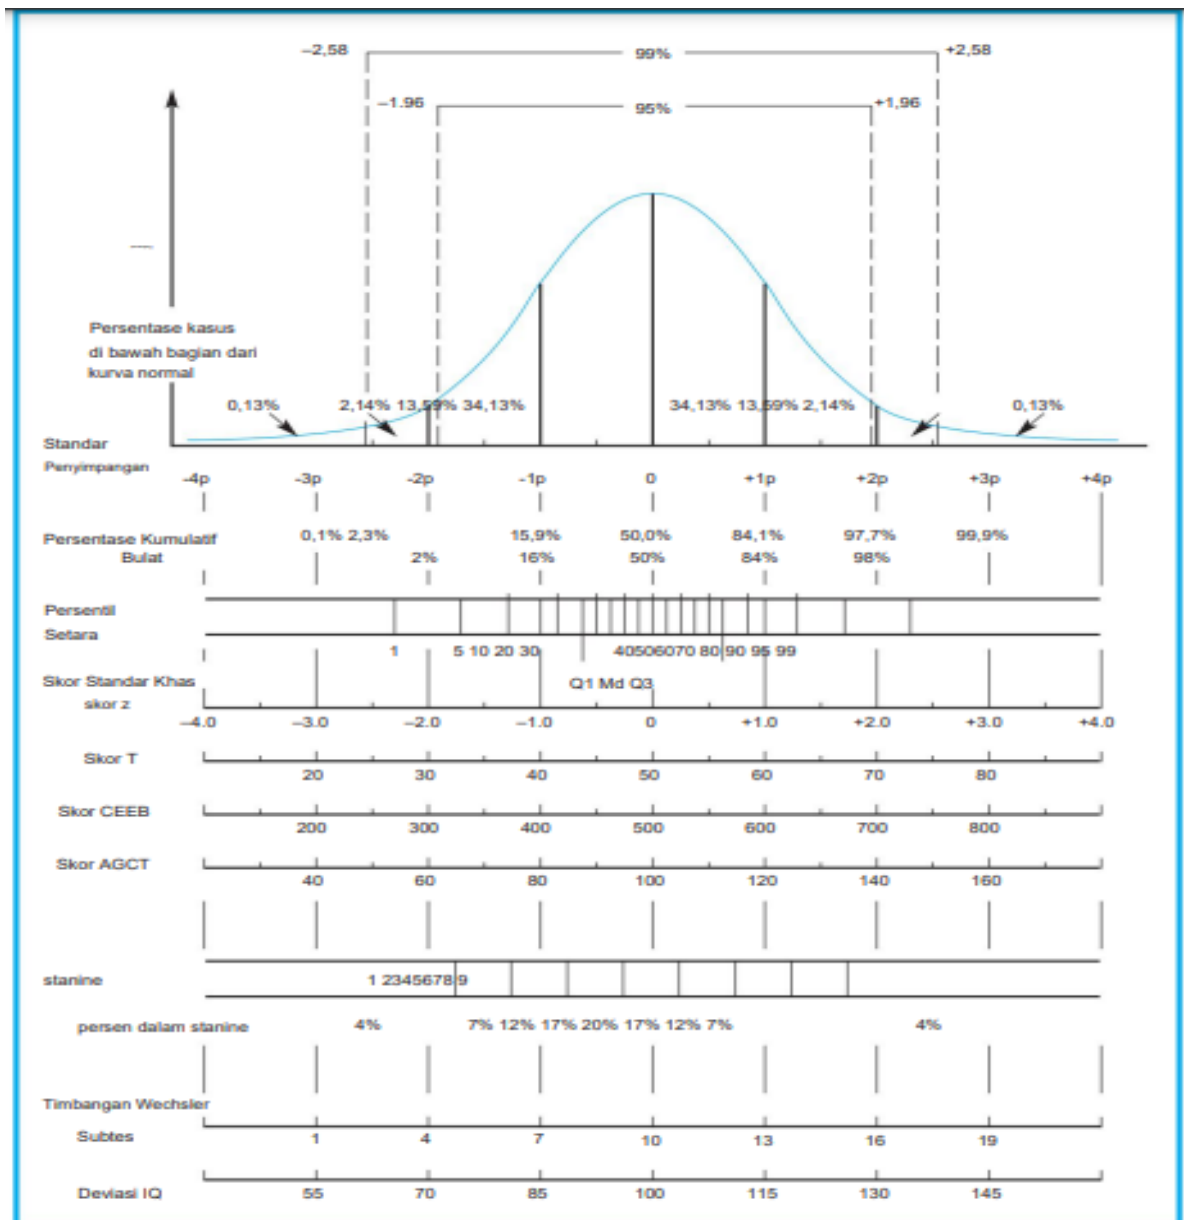 –2,58 99% +2,58
–1.96 95% +1,96
Persentase kasus
di bawah bagian dari
kurva normal
0,13% 2,14% 13,59% 34,13% 34,13% 13,59% 2,14% 0,13%
Standar
Penyimpangan
-4p -3p -2p -1p 0 +1p +2p +3p +4p
Persentase Kumulatif 0,1% 2,3% 15,9% 50,0% 84,1% 97,7% 99,9%
Bulat 2% 16% 50% 84% 98%
Persentil
Setara
1 5 10 20 30 40506070 80 90 95 99
Skor Standar Khas Q1 Md Q3
skor z
–4.0 –3.0 –2.0 –1.0 0 +1.0 +2.0 +3.0 +4.0
Skor T
20 30 40 50 60 70 80
Skor CEEB
200 300 400 500 600 700 800
Skor AGCT
40 60 80 100 120 140 160
stanine 1 2345678 9
persen dalam stanine 4% 7% 12% 17% 20% 17% 12% 7% 4%
Timbangan Wechsler
Subtes 1 4 7 10 13 16 19
Deviasi IQ 55 70 85 100 115 130 145